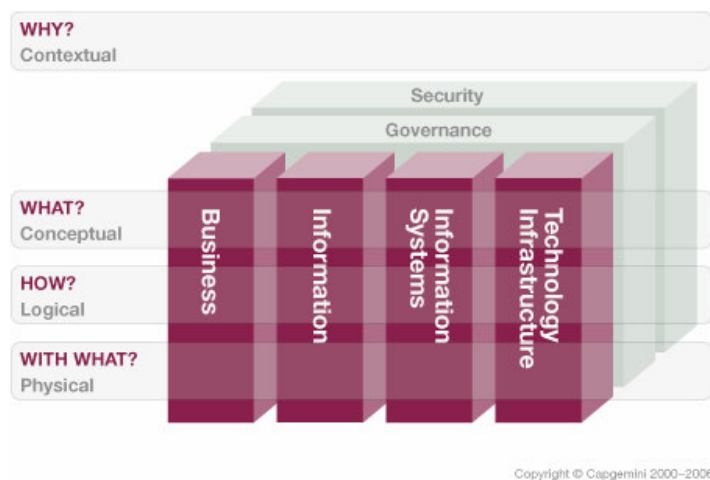 WHY?
Contextual
Security
Governance
WHAT?
Conceptual
HOW?
Logical
WITH WHAT?
Physical
Business
Information
Information
Systems
Technology
Infrastructure
Copyright © Capgemini 2000-2006